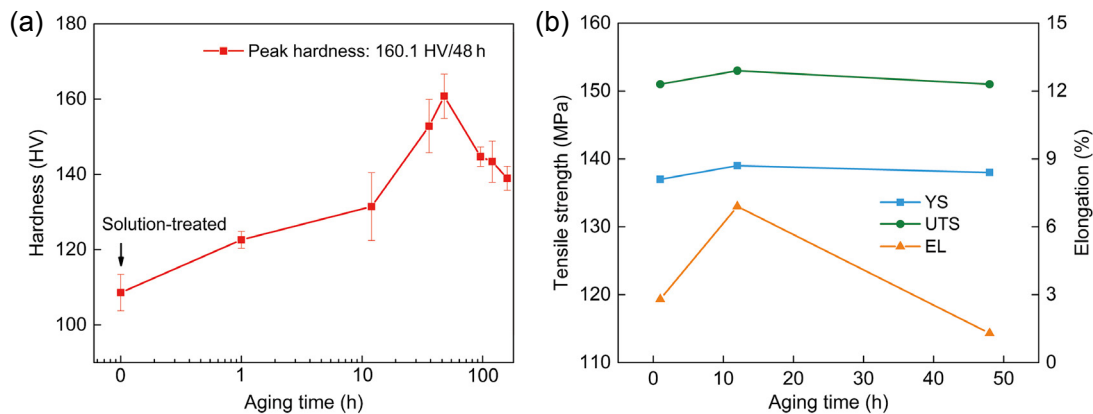 (a)
180
160
140
120
100
Hardness (HV)
Peak hardness: 160.1 HV/48 h
Solution-treated
0 1 10 100
Aging time (h)
(b)
160
150
140
130
120
110
Tensile strength (MPa)
YS
UTS
EL
15
12
9
6
3
0
Elongation (%)
0 10 20 30 40 50
Aging time (h)